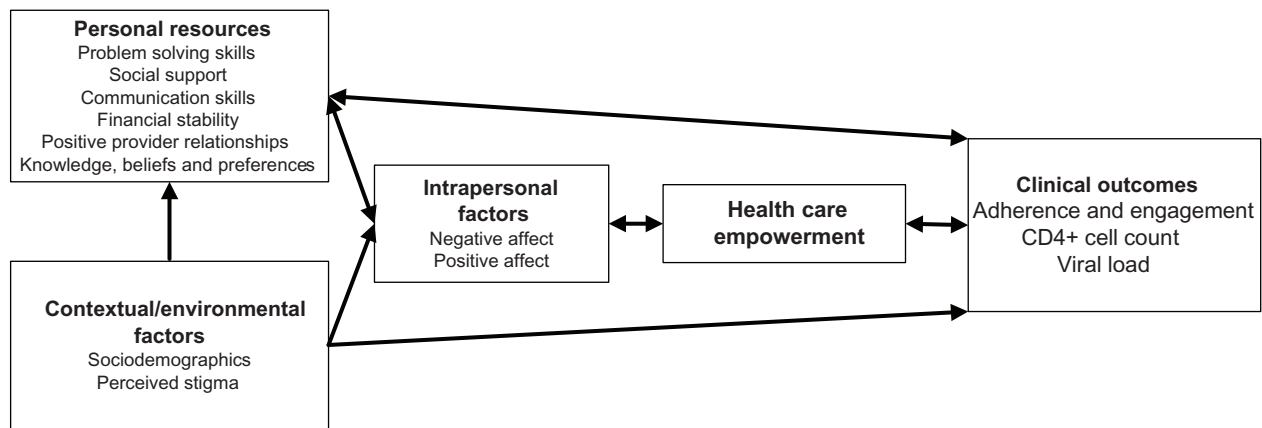 Personal resources
Problem solving skills
Social support
Communication skills
Financial stability
Positive provider relationships
Knowledge, beliefs and preferences
Contextual/environmental
factors
Sociodemographics
Perceived stigma
Intrapersonal
factors
Negative affect
Positive affect
Health care
empowerment
Clinical outcomes
Adherence and engagement
CD4+ cell count
Viral load